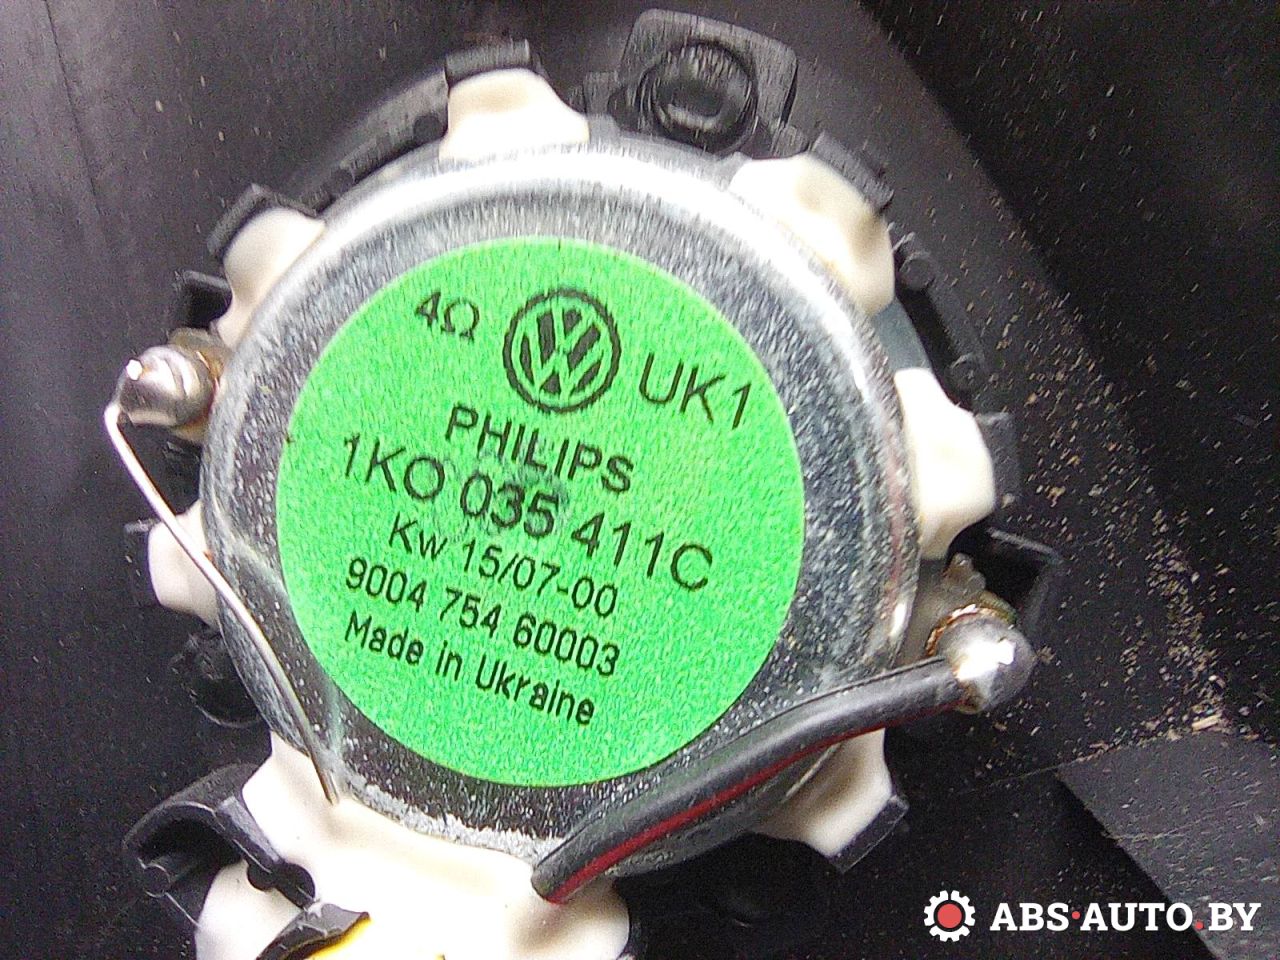 4Ω VW UK1
PHILIPS
1KO 035 411C
Kw 15/07-00
9004 754 60003
Made in Ukraine
ABS·AUTO.BY